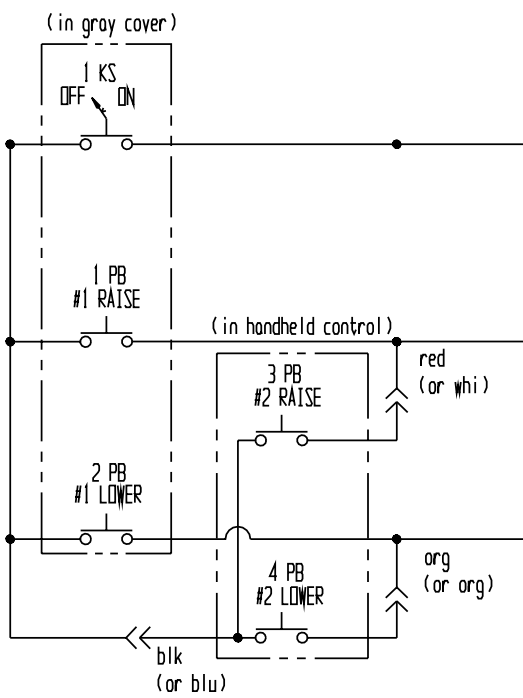 (in gray cover)
1 KS
OFF ON
1 PB
#1 RAISE
(in handheld control)
red
(or whi)
3 PB
#2 RAISE
2 PB
#1 LOWER
org
(or org)
4 PB
#2 LOWER
blk
(or blu)